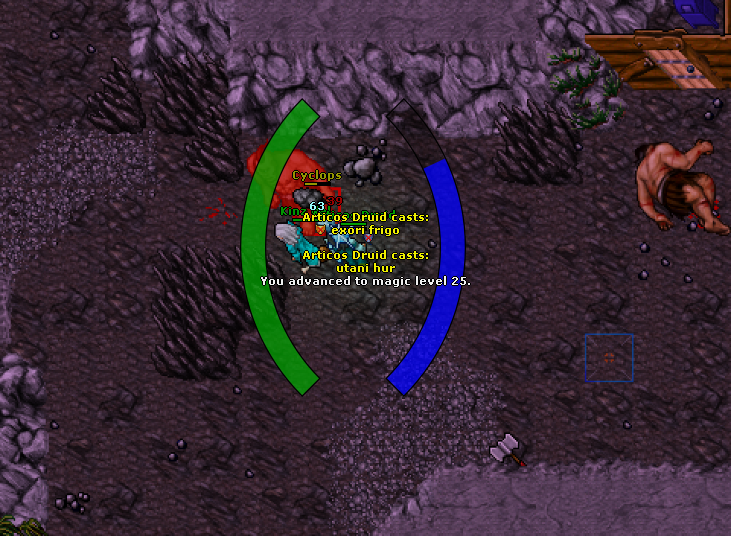 Cyclops
63
Articos Druid casts:
exori frigo
Articos Druid casts:
utani hur
You advanced to magic level 25.